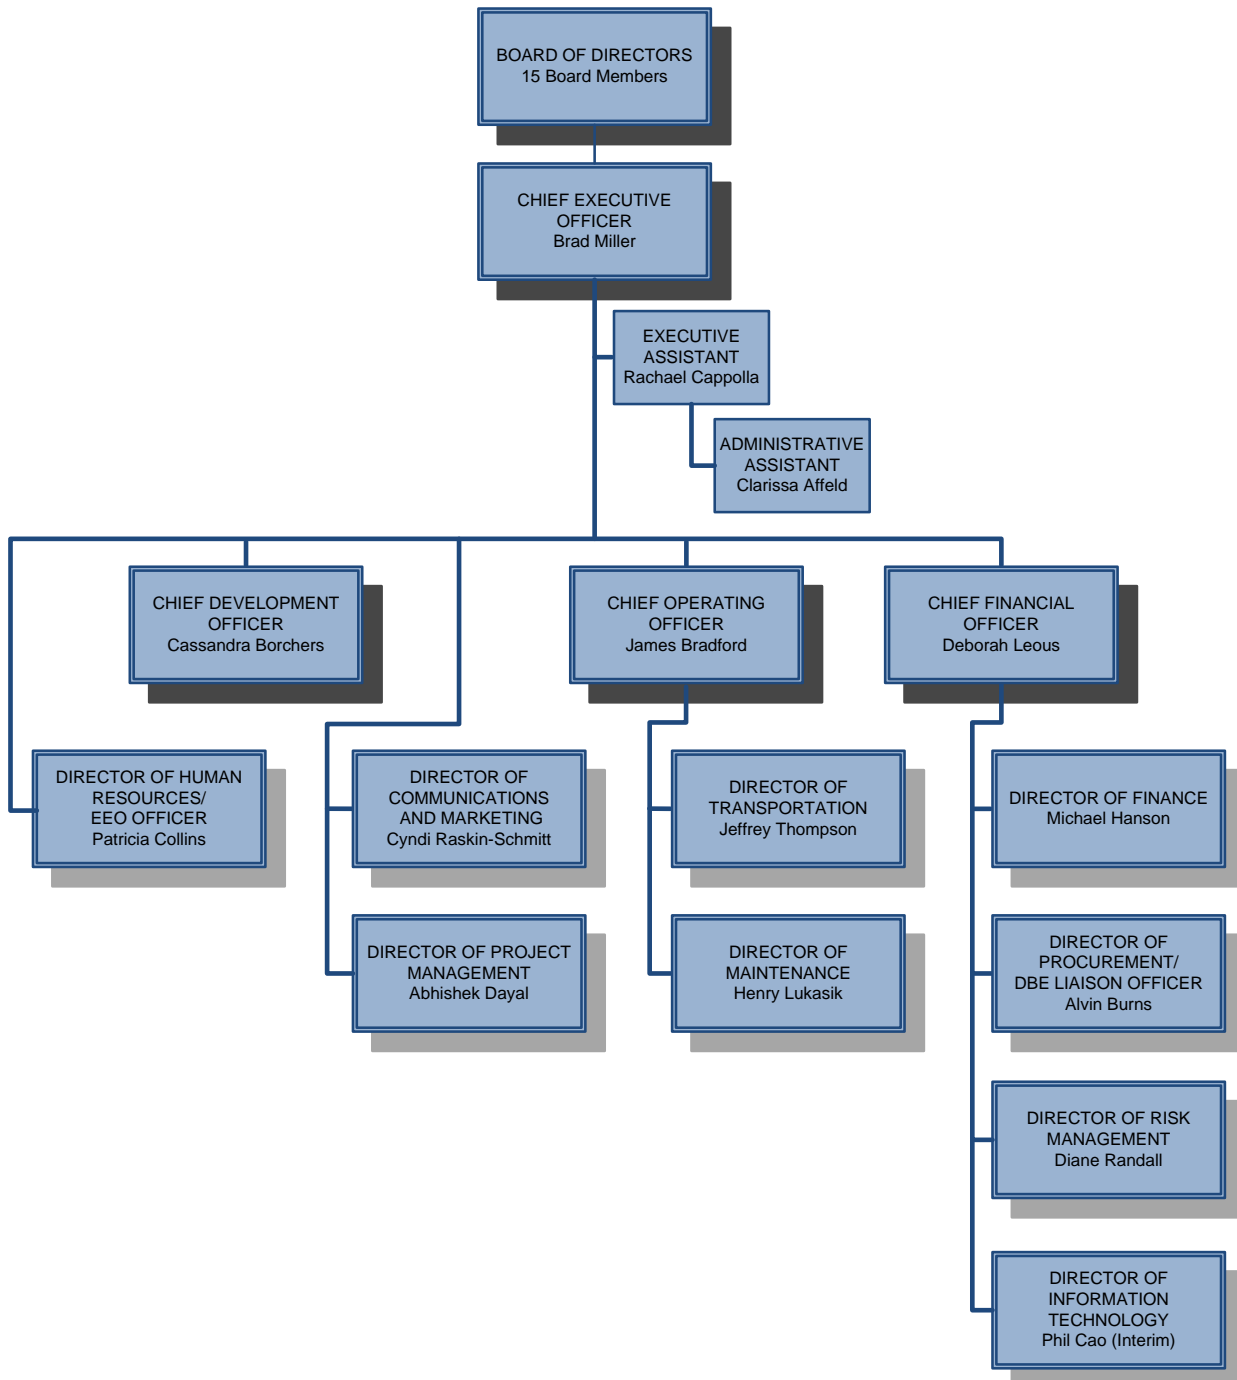 BOARD OF DIRECTORS
15 Board Members
CHIEF EXECUTIVE
OFFICER
Brad Miller
EXECUTIVE
ASSISTANT
Rachael Cappolla
ADMINISTRATIVE
ASSISTANT
Clarissa Affeld
CHIEF DEVELOPMENT
OFFICER
Cassandra Borchers
CHIEF OPERATING
OFFICER
James Bradford
CHIEF FINANCIAL
OFFICER
Deborah Leous
DIRECTOR OF HUMAN
RESOURCES/
EEO OFFICER
Patricia Collins
DIRECTOR OF
COMMUNICATIONS
AND MARKETING
Cyndi Raskin-Schmitt
DIRECTOR OF
TRANSPORTATION
Jeffrey Thompson
DIRECTOR OF FINANCE
Michael Hanson
DIRECTOR OF PROJECT
MANAGEMENT
Abhishek Dayal
DIRECTOR OF
MAINTENANCE
Henry Lukasik
DIRECTOR OF
PROCUREMENT/
DBE LIAISON OFFICER
Alvin Burns
DIRECTOR OF RISK
MANAGEMENT
Diane Randall
DIRECTOR OF
INFORMATION
TECHNOLOGY
Phil Cao (Interim)